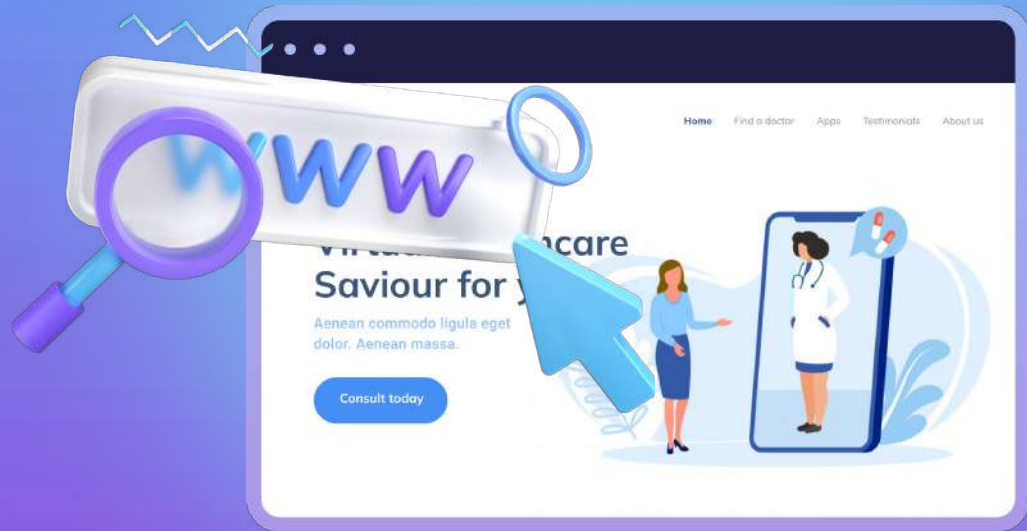 WWW
Home Find a doctor Apps Testimonials About us
care
Saviour for
Aenean commodo ligula eget
dolor. Aenean massa.
Consult today